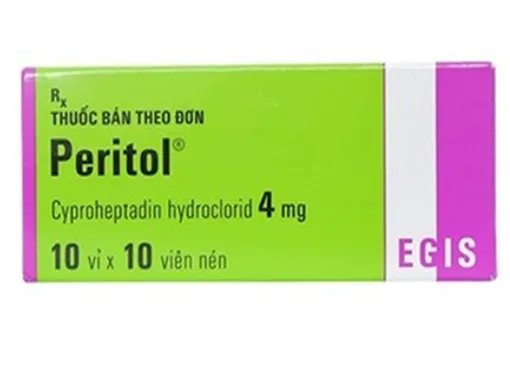 Rx
THUỐC BÁN THEO ĐƠN
Peritol®
Cyproheptadin hydroclorid 4 mg
10 vỉ x 10 viên nén
EGIS